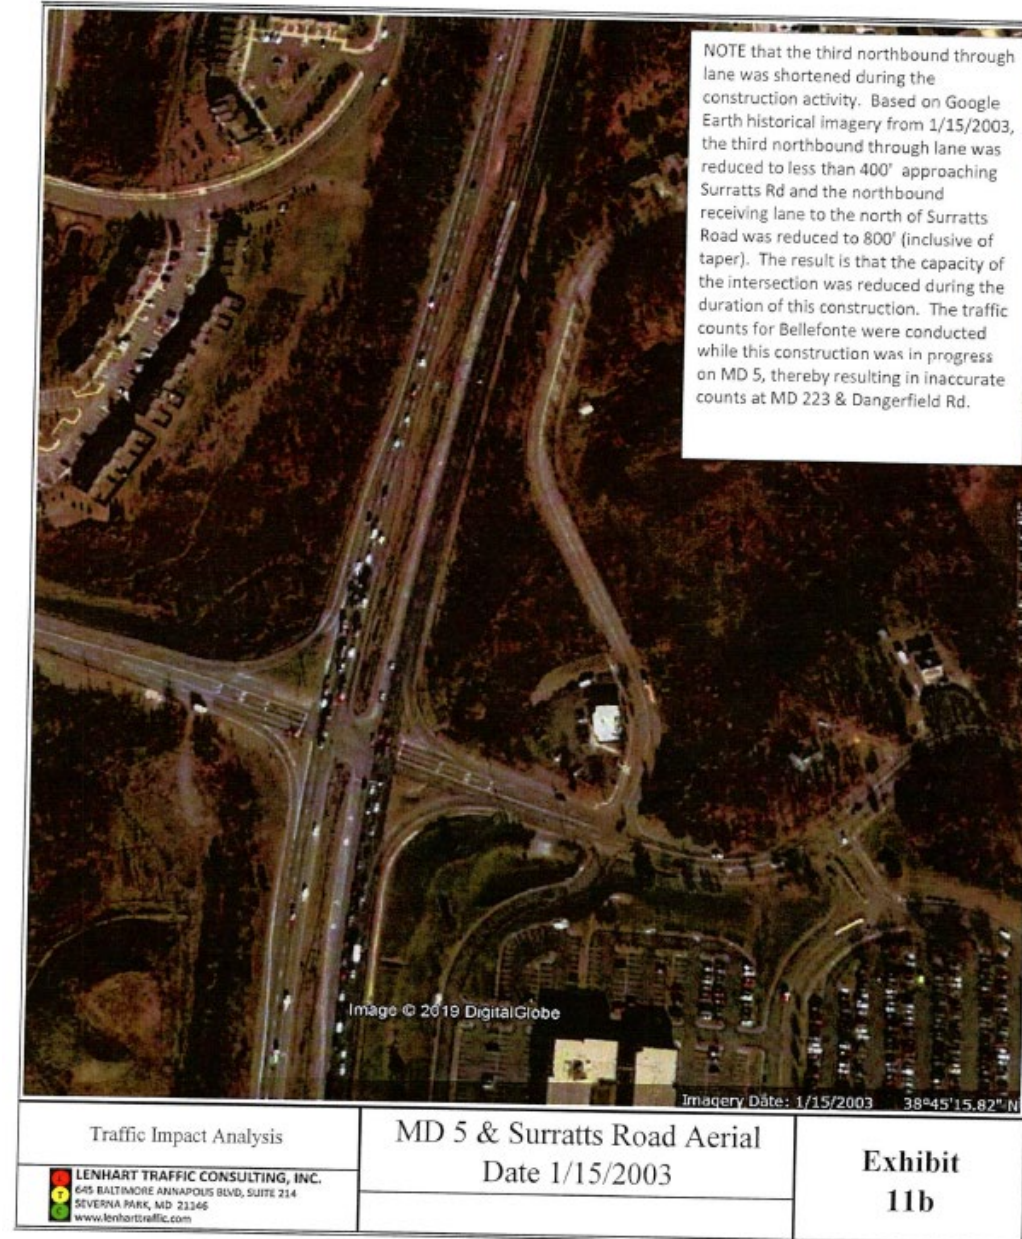 NOTE that the third northbound through
lane was shortened during the
construction activity. Based on Google
Earth historical imagery from 1/15/2003,
the third northbound through lane was
reduced to less than 400' approaching
Surratts Rd and the northbound
receiving lane to the north of Surratts
Road was reduced to 800' (inclusive of
taper). The result is that the capacity of
the intersection was reduced during the
duration of this construction. The traffic
counts for Bellefonte were conducted
while this construction was in progress
on MD 5, thereby resulting in inaccurate
counts at MD 223 & Dangerfield Rd.
Image © 2019 DigitalGlobe
Imagery Date: 1/15/2003 38°45'15.82" N
Traffic Impact Analysis
LENHART TRAFFIC CONSULTING, INC.
645 BALTIMORE ANNAPOLIS BLVD, SUITE 214
SEVERNA PARK, MD 21146
www.lenharttraffic.com
MD 5 & Surratts Road Aerial
Date 1/15/2003
Exhibit
11b